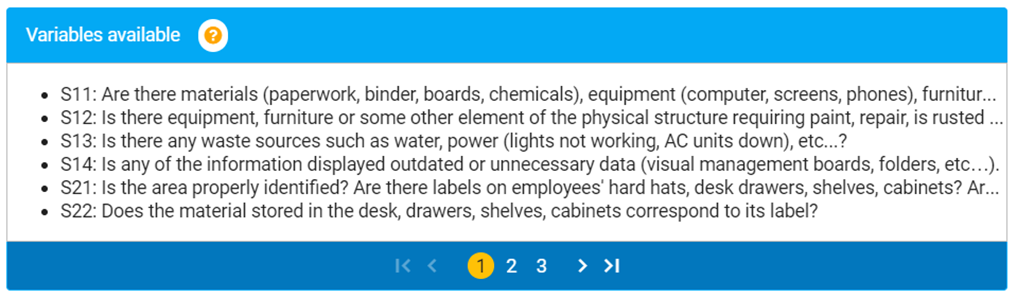 Variables available ?
S11: Are there materials (paperwork, binder, boards, chemicals), equipment (computer, screens, phones), furnitur...
S12: Is there equipment, furniture or some other element of the physical structure requiring paint, repair, is rusted ...
S13: Is there any waste sources such as water, power (lights not working, AC units down), etc...?
S14: Is any of the information displayed outdated or unnecessary data (visual management boards, folders, etc…).
S21: Is the area properly identified? Are there labels on employees' hard hats, desk drawers, shelves, cabinets? Ar...
S22: Does the material stored in the desk, drawers, shelves, cabinets correspond to its label?
1 2 3